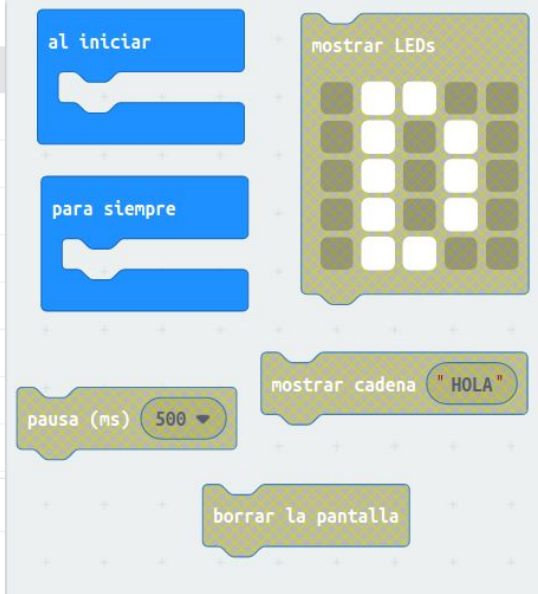 al iniciar
mostrar LEDs
para siempre
mostrar cadena "HOLA"
pausa (ms) 500
borrar la pantalla